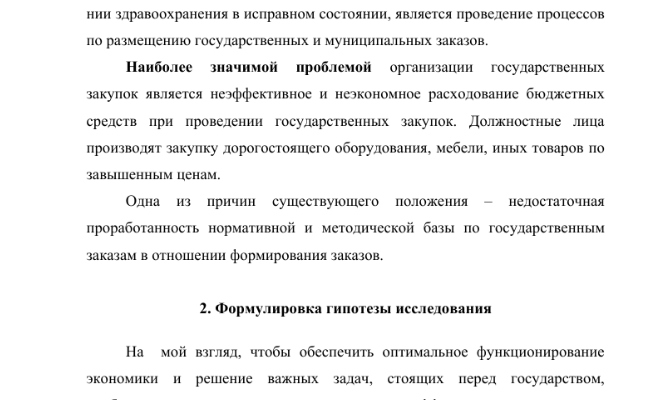 нии здравоохранения в исправном состоянии, является проведение процессов
по размещению государственных и муниципальных заказов.
Наиболее значимой проблемой организации государственных
закупок является неэффективное и неэкономное расходование бюджетных
средств при проведении государственных закупок. Должностные лица
производят закупку дорогостоящего оборудования, мебели, иных товаров по
завышенным ценам.
Одна из причин существующего положения – недостаточная
проработанность нормативной и методической базы по государственным
заказам в отношении формирования заказов.
2. Формулировка гипотезы исследования
На мой взгляд, чтобы обеспечить оптимальное функционирование
экономики и решение важных задач, стоящих перед государством,